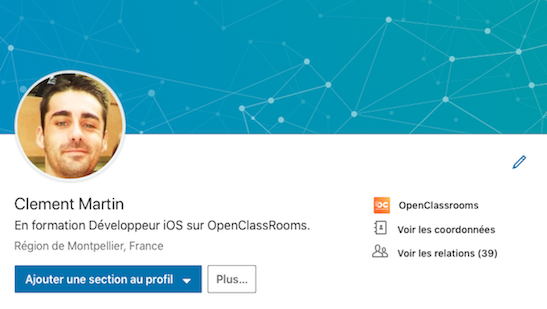 Clement Martin
En formation Développeur iOS sur OpenClassRooms.
Région de Montpellier, France
Ajouter une section au profil
Plus...
OC
OpenClassrooms
Voir les coordonnées
Voir les relations (39)